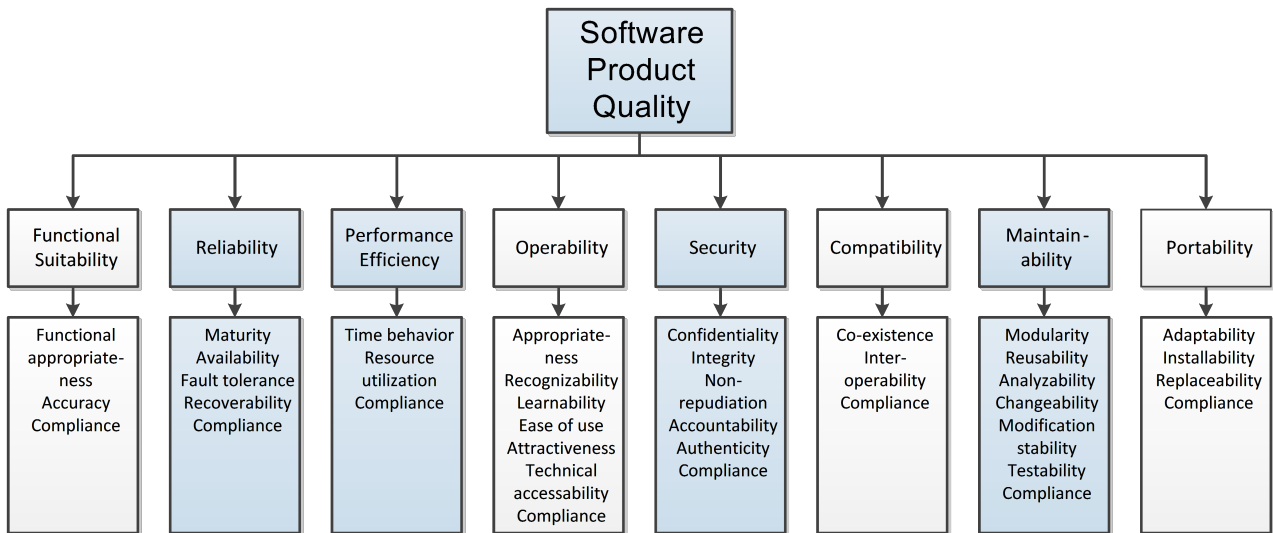 Software
Product
Quality
Functional
Suitability
Reliability
Performance
Efficiency
Operability
Security
Compatibility
Maintain-
ability
Portability
Functional
appropriate-
ness
Accuracy
Compliance
Maturity
Availability
Fault tolerance
Recoverability
Compliance
Time behavior
Resource
utilization
Compliance
Appropriate-
ness
Recognizability
Learnability
Ease of use
Attractiveness
Technical
accessability
Compliance
Confidentiality
Integrity
Non-
repudiation
Accountability
Authenticity
Compliance
Co-existence
Inter-
operability
Compliance
Modularity
Reusability
Analyzability
Changeability
Modification
stability
Testability
Compliance
Adaptability
Installability
Replaceability
Compliance